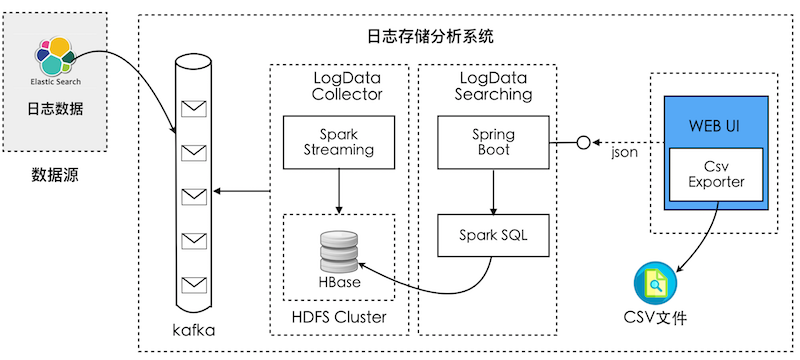 日志存储分析系统
Elastic Search
日志数据
数据源
kafka
LogData
Collector
Spark
Streaming
HBase
HDFS Cluster
LogData
Searching
Spring
Boot
Spark SQL
json
WEB UI
Csv
Exporter
CSV文件